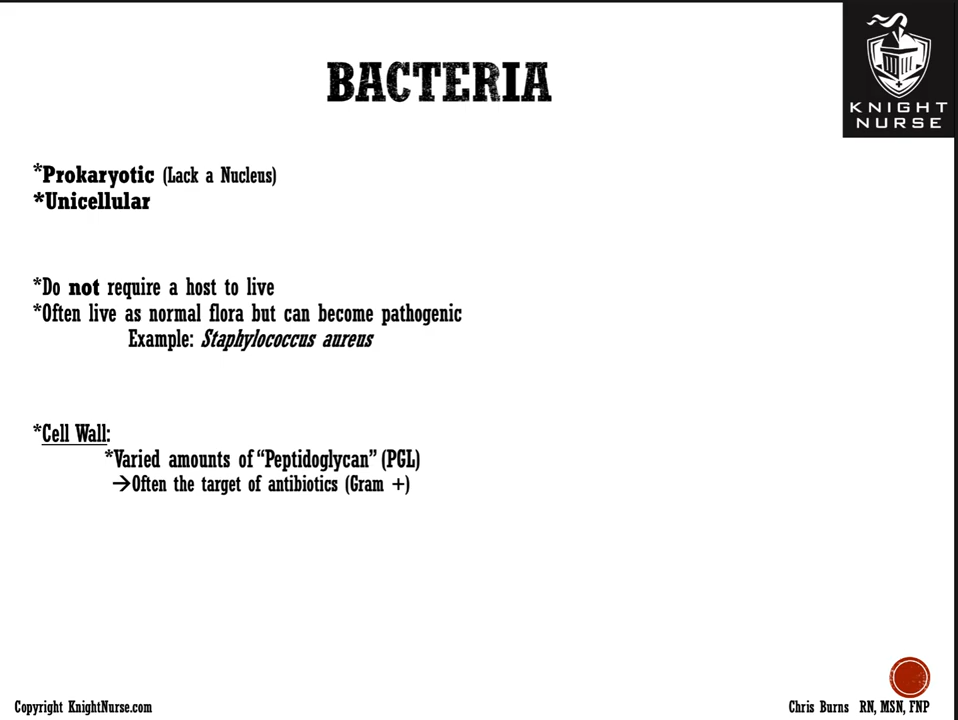 BACTERIA
KNIGHT
NURSE
*Prokaryotic (Lack a Nucleus)
*Unicellular
*Do not require a host to live
*Often live as normal flora but can become pathogenic
Example: Staphylococcus aureus
*Cell Wall:
*Varied amounts of “Peptidoglycan” (PGL)
→Often the target of antibiotics (Gram +)
Copyright KnightNurse.com
Chris Burns RN, MSN, FNP